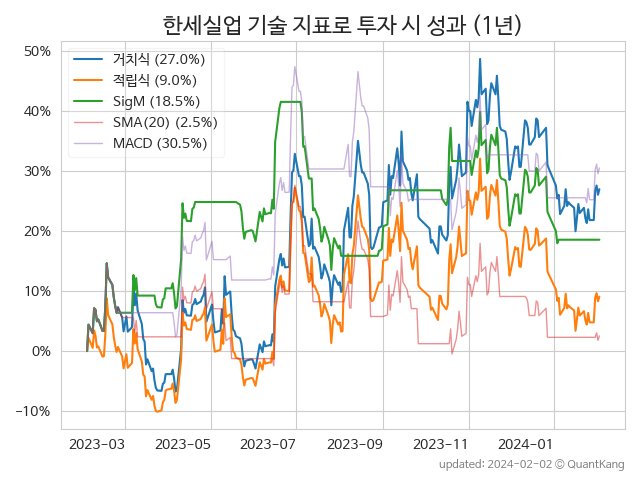 한세실업 기술 지표로 투자 시 성과 (1년)
50%
40%
30%
20%
10%
0%
−10%
거치식 (27.0%)
적립식 (9.0%)
SigM (18.5%)
SMA(20) (2.5%)
MACD (30.5%)
2023-03 2023-05 2023-07 2023-09 2023-11 2024-01
updated: 2024-02-02 © QuantKang